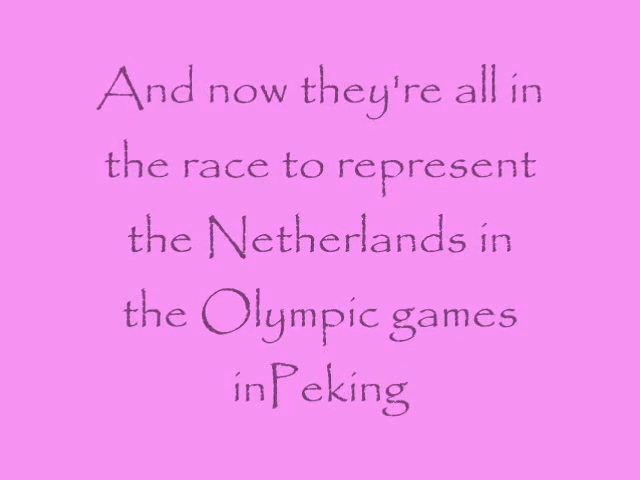 And now they're all in
the race to represent
the Netherlands in
the Olympic games
inPeking